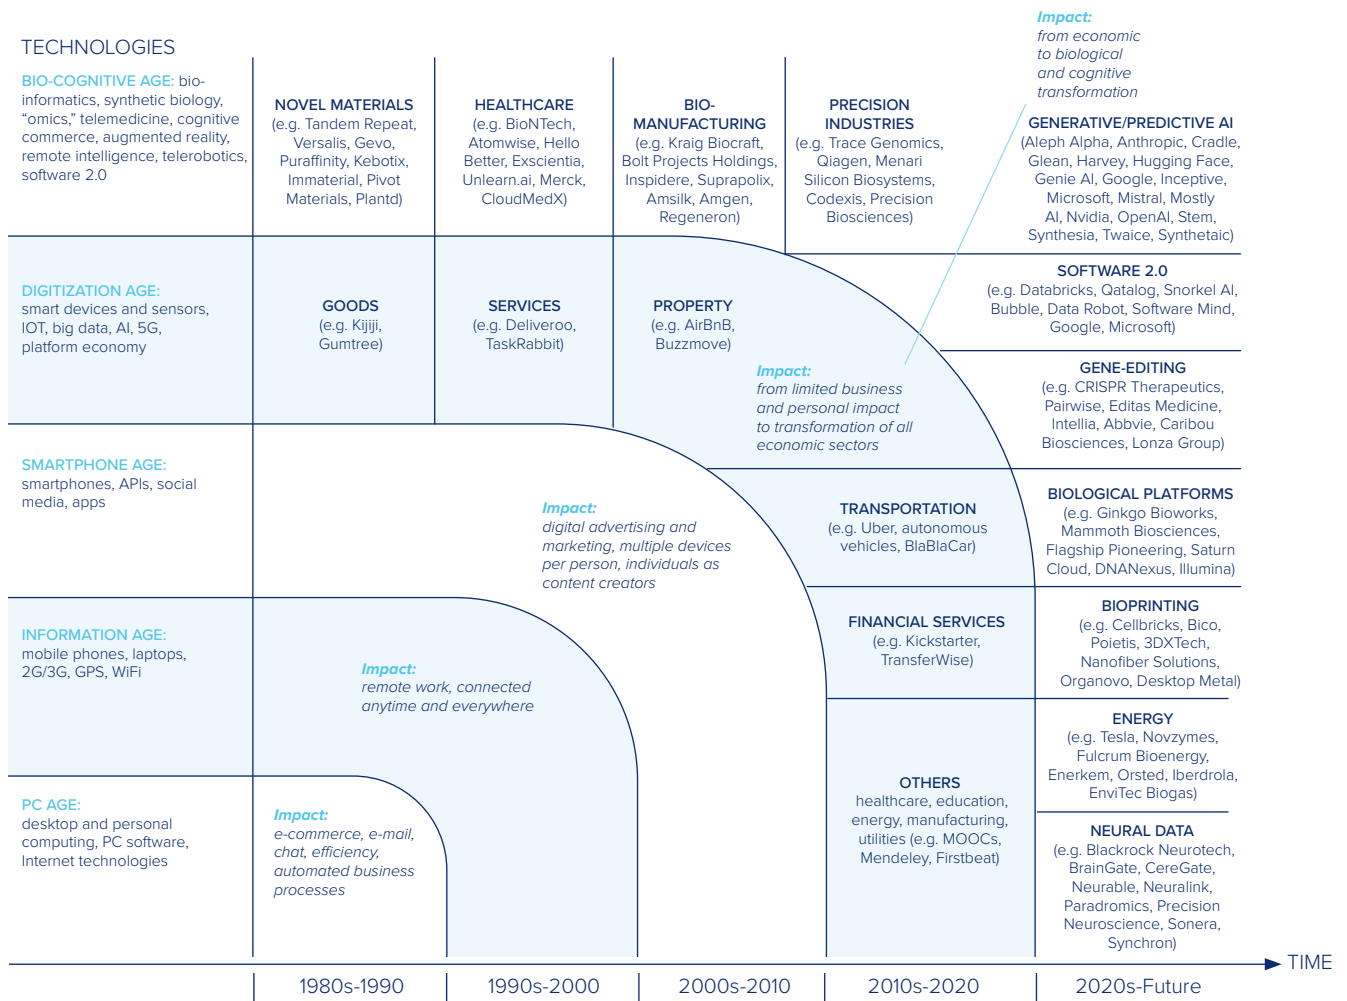 TECHNOLOGIES
BIO-COGNITIVE AGE: bio-
informatics, synthetic biology,
“omics,” telemedicine, cognitive
commerce, augmented reality,
remote intelligence, telerobotics,
software 2.0
NOVEL MATERIALS
(e.g. Tandem Repeat,
Versalis, Gevo,
Puraffinity, Kebotix,
Immaterial, Pivot
Materials, Plantd)
HEALTHCARE
(e.g. BioNTech,
Atomwise, Hello
Better, Exscientia,
Unlearn.ai, Merck,
CloudMedX)
BIO-
MANUFACTURING
(e.g. Kraig Biocraft,
Bolt Projects Holdings,
Inspidere, Suprapolix,
Amsilk, Amgen,
Regeneron)
PRECISION
INDUSTRIES
(e.g. Trace Genomics,
Qiagen, Menari
Silicon Biosystems,
Codexis, Precision
Biosciences)
Impact:
from economic
to biological
and cognitive
transformation
GENERATIVE/PREDICTIVE AI
(Aleph Alpha, Anthropic, Cradle,
Glean, Harvey, Hugging Face,
Genie AI, Google, Inceptive,
Microsoft, Mistral, Mostly
AI, Nvidia, OpenAI, Stem,
Synthesia, Twaice, Synthetaic)
SOFTWARE 2.0
(e.g. Databricks, Qatalog, Snorkel AI,
Bubble, Data Robot, Software Mind,
Google, Microsoft)
GENE-EDITING
(e.g. CRISPR Therapeutics,
Pairwise, Editas Medicine,
Intellia, Abbvie, Caribou
Biosciences, Lonza Group)
BIOLOGICAL PLATFORMS
(e.g. Ginkgo Bioworks,
Mammoth Biosciences,
Flagship Pioneering, Saturn
Cloud, DNANexus, Illumina)
BIOPRINTING
(e.g. Cellbricks, Bico,
Poietis, 3DXTech,
Nanofiber Solutions,
Organovo, Desktop Metal)
ENERGY
(e.g. Tesla, Novzymes,
Fulcrum Bioenergy,
Enerkem, Orsted, Iberdrola,
EnviTec Biogas)
NEURAL DATA
(e.g. Blackrock Neurotech,
BrainGate, CereGate,
Neurable, Neuralink,
Paradromics, Precision
Neuroscience, Sonera,
Synchron)
DIGITIZATION AGE:
smart devices and sensors,
IOT, big data, AI, 5G,
platform economy
GOODS
(e.g. Kijiji,
Gumtree)
SERVICES
(e.g. Deliveroo,
TaskRabbit)
PROPERTY
(e.g. AirBnB,
Buzzmove)
Impact:
from limited business
and personal impact
to transformation of all
economic sectors
TRANSPORTATION
(e.g. Uber, autonomous
vehicles, BlaBlaCar)
FINANCIAL SERVICES
(e.g. Kickstarter,
TransferWise)
OTHERS
healthcare, education,
energy, manufacturing,
utilities (e.g. MOOCs,
Mendeley, Firstbeat)
SMARTPHONE AGE:
smartphones, APIs, social
media, apps
Impact:
digital advertising and
marketing, multiple devices
per person, individuals as
content creators
INFORMATION AGE:
mobile phones, laptops,
2G/3G, GPS, WiFi
Impact:
remote work, connected
anytime and everywhere
PC AGE:
desktop and personal
computing, PC software,
Internet technologies
Impact:
e-commerce, e-mail,
chat, efficiency,
automated business
processes
TIME
1980s-1990
1990s-2000
2000s-2010
2010s-2020
2020s-Future